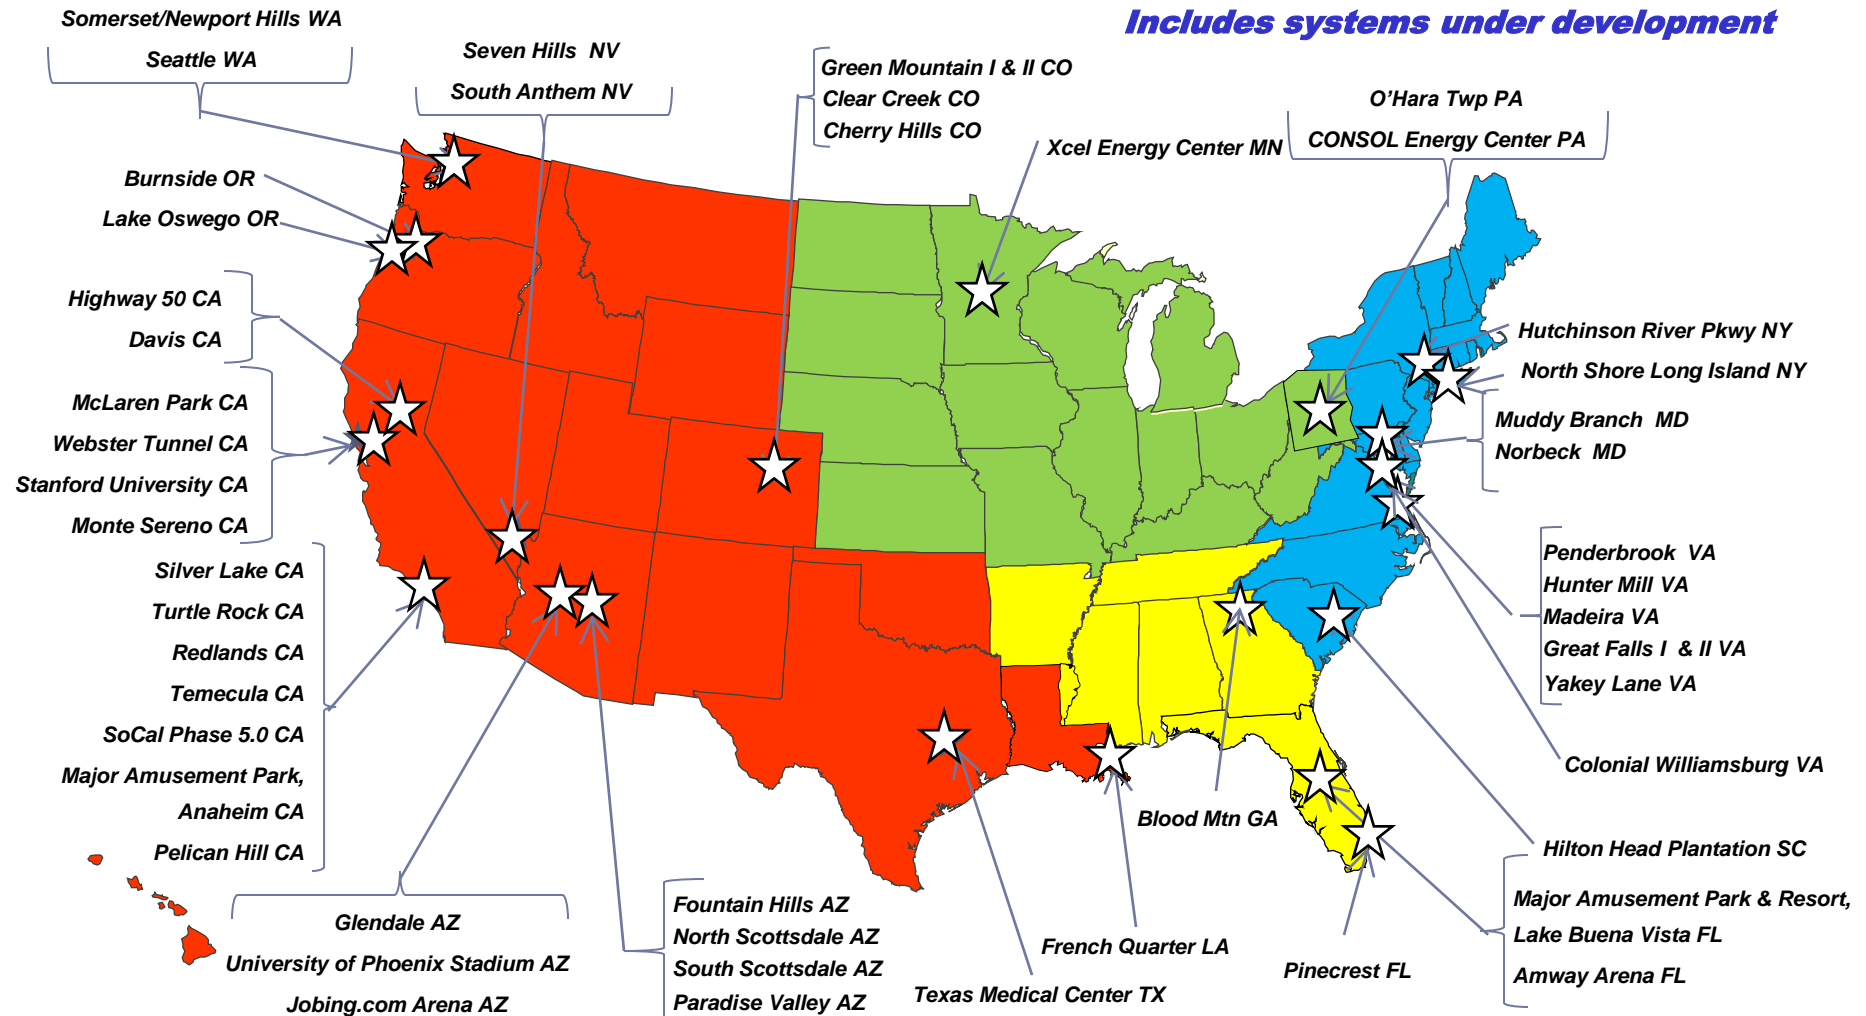 Includes systems under development
Somerset/Newport Hills WA
Seattle WA
Seven Hills NV
South Anthem NV
Green Mountain I & II CO
Clear Creek CO
Cherry Hills CO
Xcel Energy Center MN
O’Hara Twp PA
CONSOL Energy Center PA
Burnside OR
Lake Oswego OR
Highway 50 CA
Davis CA
McLaren Park CA
Webster Tunnel CA
Stanford University CA
Monte Sereno CA
Silver Lake CA
Turtle Rock CA
Redlands CA
Temecula CA
SoCal Phase 5.0 CA
Major Amusement Park,
Anaheim CA
Pelican Hill CA
Glendale AZ
University of Phoenix Stadium AZ
Jobing.com Arena AZ
Fountain Hills AZ
North Scottsdale AZ
South Scottsdale AZ
Paradise Valley AZ
Texas Medical Center TX
French Quarter LA
Blood Mtn GA
Pinecrest FL
Hutchinson River Pkwy NY
North Shore Long Island NY
Muddy Branch MD
Norbeck MD
Penderbrook VA
Hunter Mill VA
Madeira VA
Great Falls I & II VA
Yakey Lane VA
Colonial Williamsburg VA
Hilton Head Plantation SC
Major Amusement Park & Resort,
Lake Buena Vista FL
Amway Arena FL